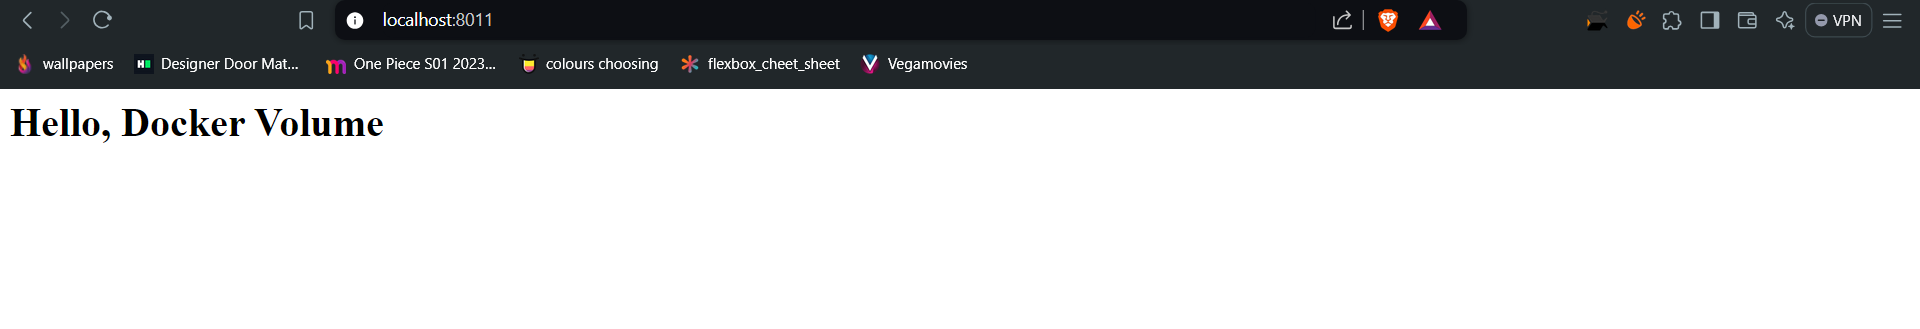 localhost:8011
VPN
wallpapers
Designer Door Mat...
One Piece S01 2023...
colours choosing
flexbox_cheet_sheet
Vegamovies
Hello, Docker Volume